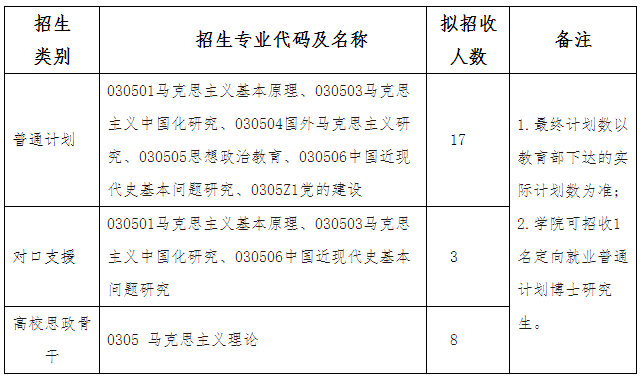 招生
类别
招生专业代码及名称
拟招收
人数
备注
普通计划
030501马克思主义基本原理、030503马克思
主义中国化研究、030504国外马克思主义研
究、030505思想政治教育、030506中国近现
代史基本问题研究、0305Z1党的建设
17
对口支援
030501马克思主义基本原理、030503马克思
主义中国化研究、030506中国近现代史基本
问题研究
3
高校思政骨
干
0305 马克思主义理论
8
1.最终计划数以
教育部下达的实
际计划数为准；
2.学院可招收1
名定向就业普通
计划博士研究
生。